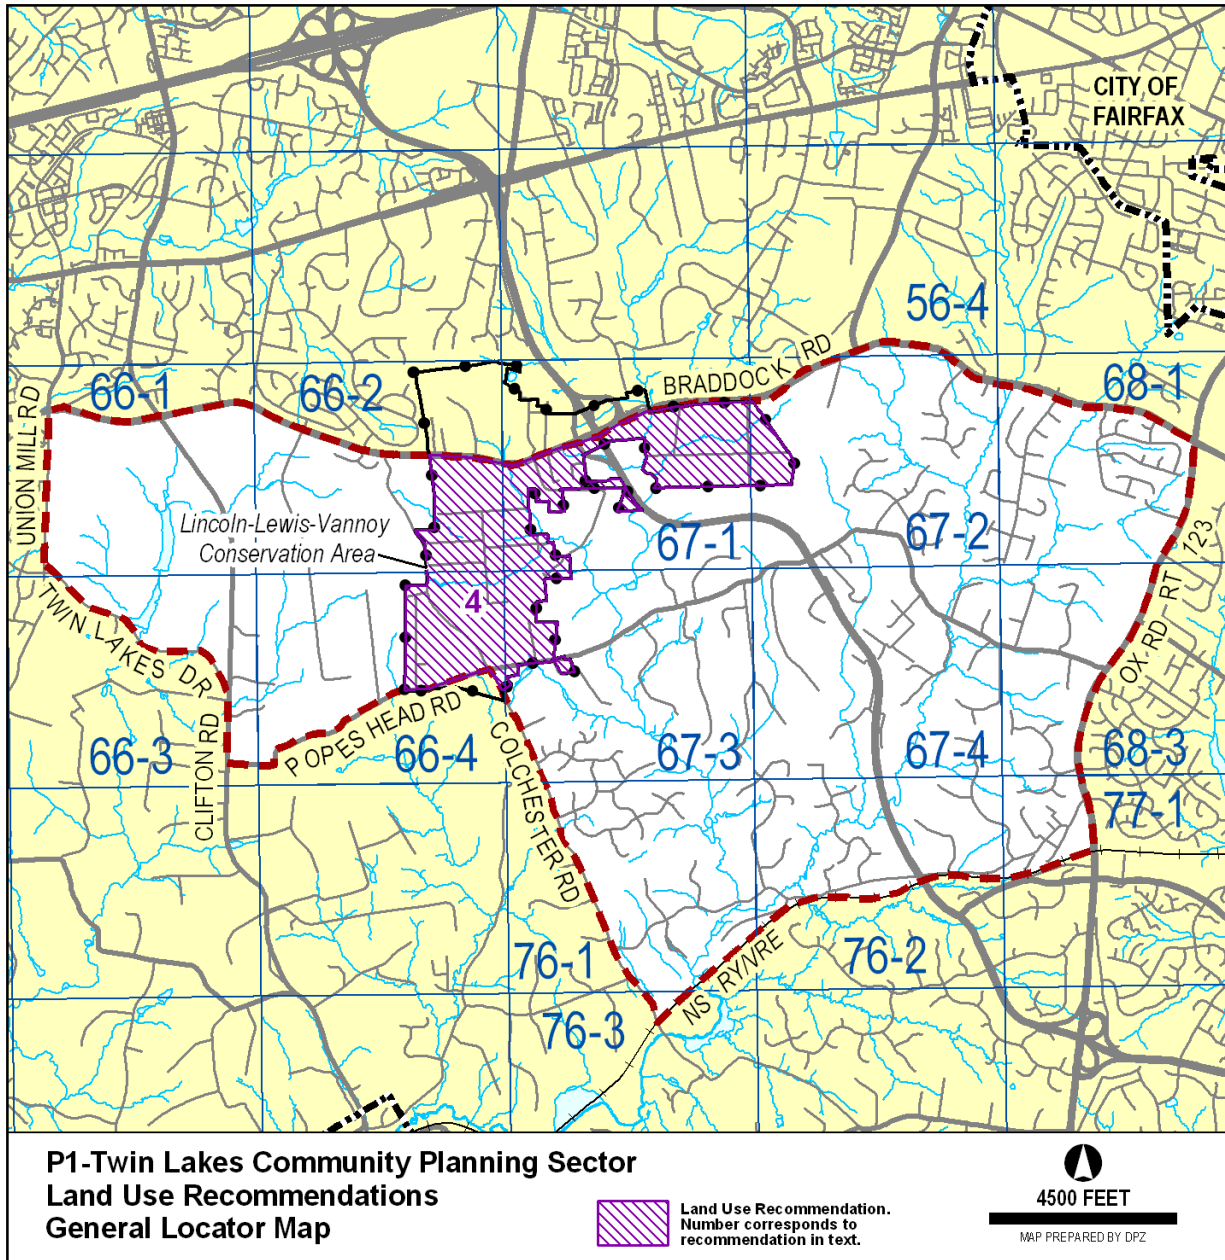 CITY OF
FAIRFAX
56-4
BRADDOCK RD
66-1
66-2
68-1
UNION MILL RD
Lincoln-Lewis-Vannoy
Conservation Area
67-1
67-2
123
OX RD RT
4
TWIN LAKES DR
CLIFTON RD
POPES HEAD RD
66-3
66-4
COLCHESTER RD
67-3
67-4
68-3
77-1
76-1
76-2
NS RY/VRE
76-3
P1-Twin Lakes Community Planning Sector
Land Use Recommendations
General Locator Map
Land Use Recommendation.
Number corresponds to
recommendation in text.
4500 FEET
MAP PREPARED BY DPZ